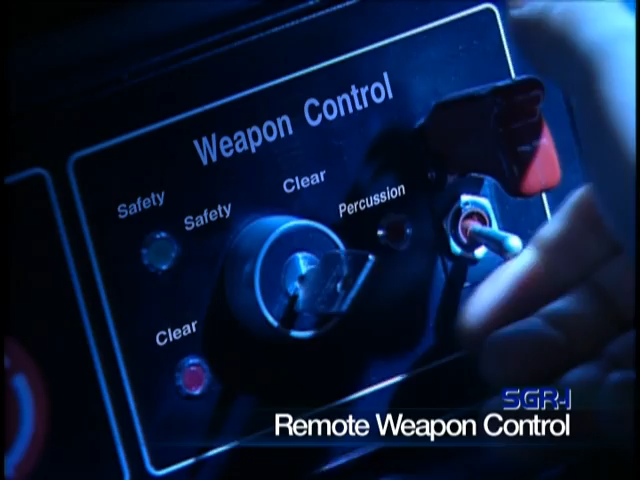 Weapon Control
Safety
Safety
Clear
Percussion
Clear
SGR-1
Remote Weapon Control